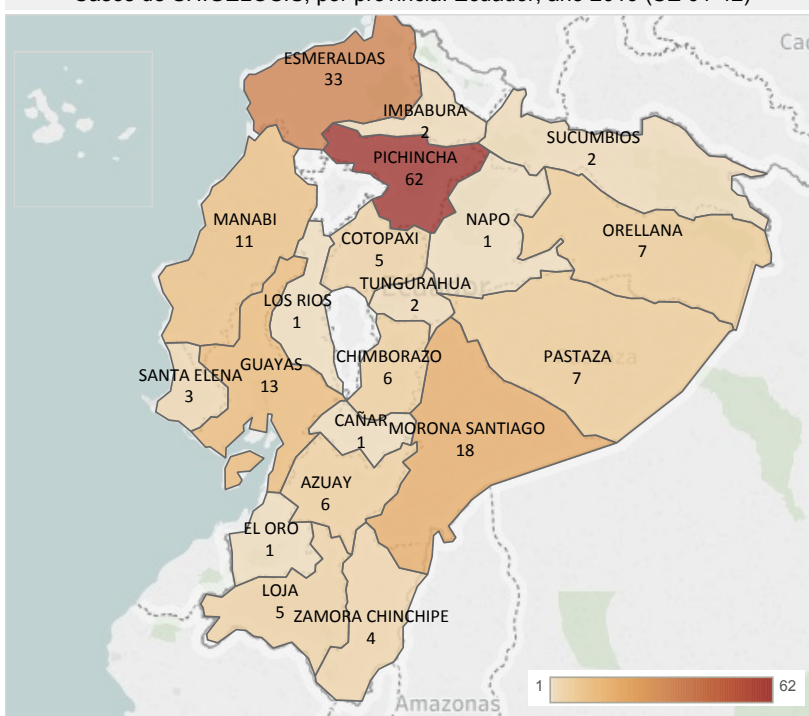 ESMERALDAS
33
IMBABURA
2
SUCUMBIOS
2
PICHINCHA
62
MANABI
11
NAPO
1
ORELLANA
7
COTOPAXI
5
TUNGURAHUA
2
LOS RIOS
1
SANTA ELENA
3
GUAYAS
13
CHIMBORAZO
6
PASTAZA
7
CAÑAR
1
MORONA SANTIAGO
18
AZUAY
6
EL ORO
1
LOJA
5
ZAMORA CHINCHIPE
4
1
62
Amazonas